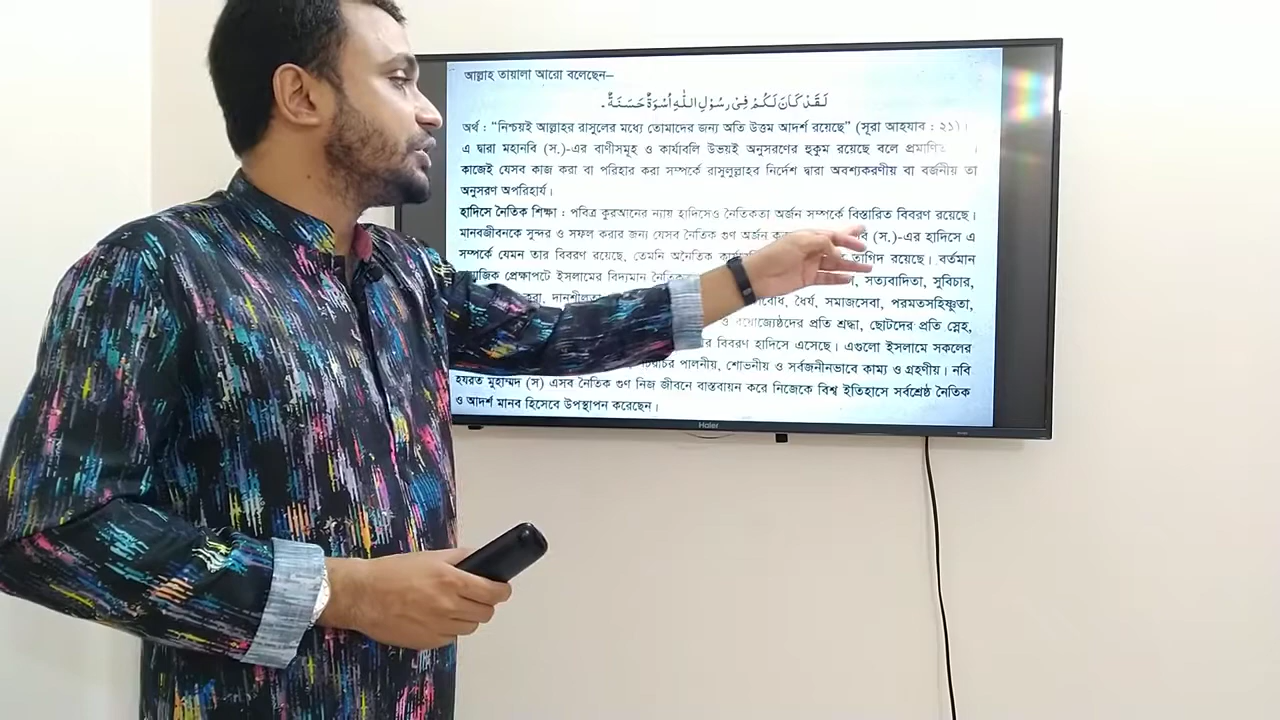 আল্লাহ তায়ালা আরো বলেছেন–
لَقَدْ كَانَ لَكُمْ فِىْ رَسُوْلِ اللّٰهِ اُسْوَةٌ حَسَنَةٌ .
অর্থ : “নিশ্চয়ই আল্লাহর রাসুলের মধ্যে তোমাদের জন্য অতি উত্তম আদর্শ রয়েছে” (সূরা আহযাব : ২১)।
এ দ্বারা মহানবি (স.)-এর বাণীসমূহ ও কার্যাবলি উভয়ই অনুসরণের হুকুম রয়েছে বলে
কাজেই যেসব কাজ করা বা পরিহার করা সম্পর্কে রাসুলুল্লাহর নির্দেশ দ্বারা অবশ্যকরণীয় বা বর্জনীয় তা
অনুসরণ অপরিহার্য।
হাদিসে নৈতিক শিক্ষা : পবিত্র কুরআনের ন্যায় হাদিসেও নৈতিকতা অর্জন সম্পর্কে বিস্তারিত বিবরণ রয়েছে।
মানবজীবনকে সুন্দর ও সফল করার জন্য যেসব নৈতিক গুণ অর্জন (স.)-এর হাদিসে এ
সম্পর্কে যেমন তার বিবরণ রয়েছে, তেমনি অনৈতিক তাগিদ রয়েছে। বর্তমান
প্রেক্ষাপটে ইসলামের বিদ্যমান সত্যবাদিতা, সুবিচার,
ধৈর্য, সমাজসেবা, পরমতসহিষ্ণুতা,
ও বয়োজ্যেষ্ঠদের প্রতি শ্রদ্ধা, ছোটদের প্রতি স্নেহ,
বিবরণ হাদিসে এসেছে। এগুলো ইসলামে সকলের
পালনীয়, শোভনীয় ও সর্বজনীনভাবে কাম্য ও গ্রহণীয়। নবি
হযরত মুহাম্মদ (স) এসব নৈতিক গুণ নিজ জীবনে বাস্তবায়ন করে নিজেকে বিশ্ব ইতিহাসে সর্বশ্রেষ্ঠ নৈতিক
ও আদর্শ মানব হিসেবে উপস্থাপন করেছেন।
Haier